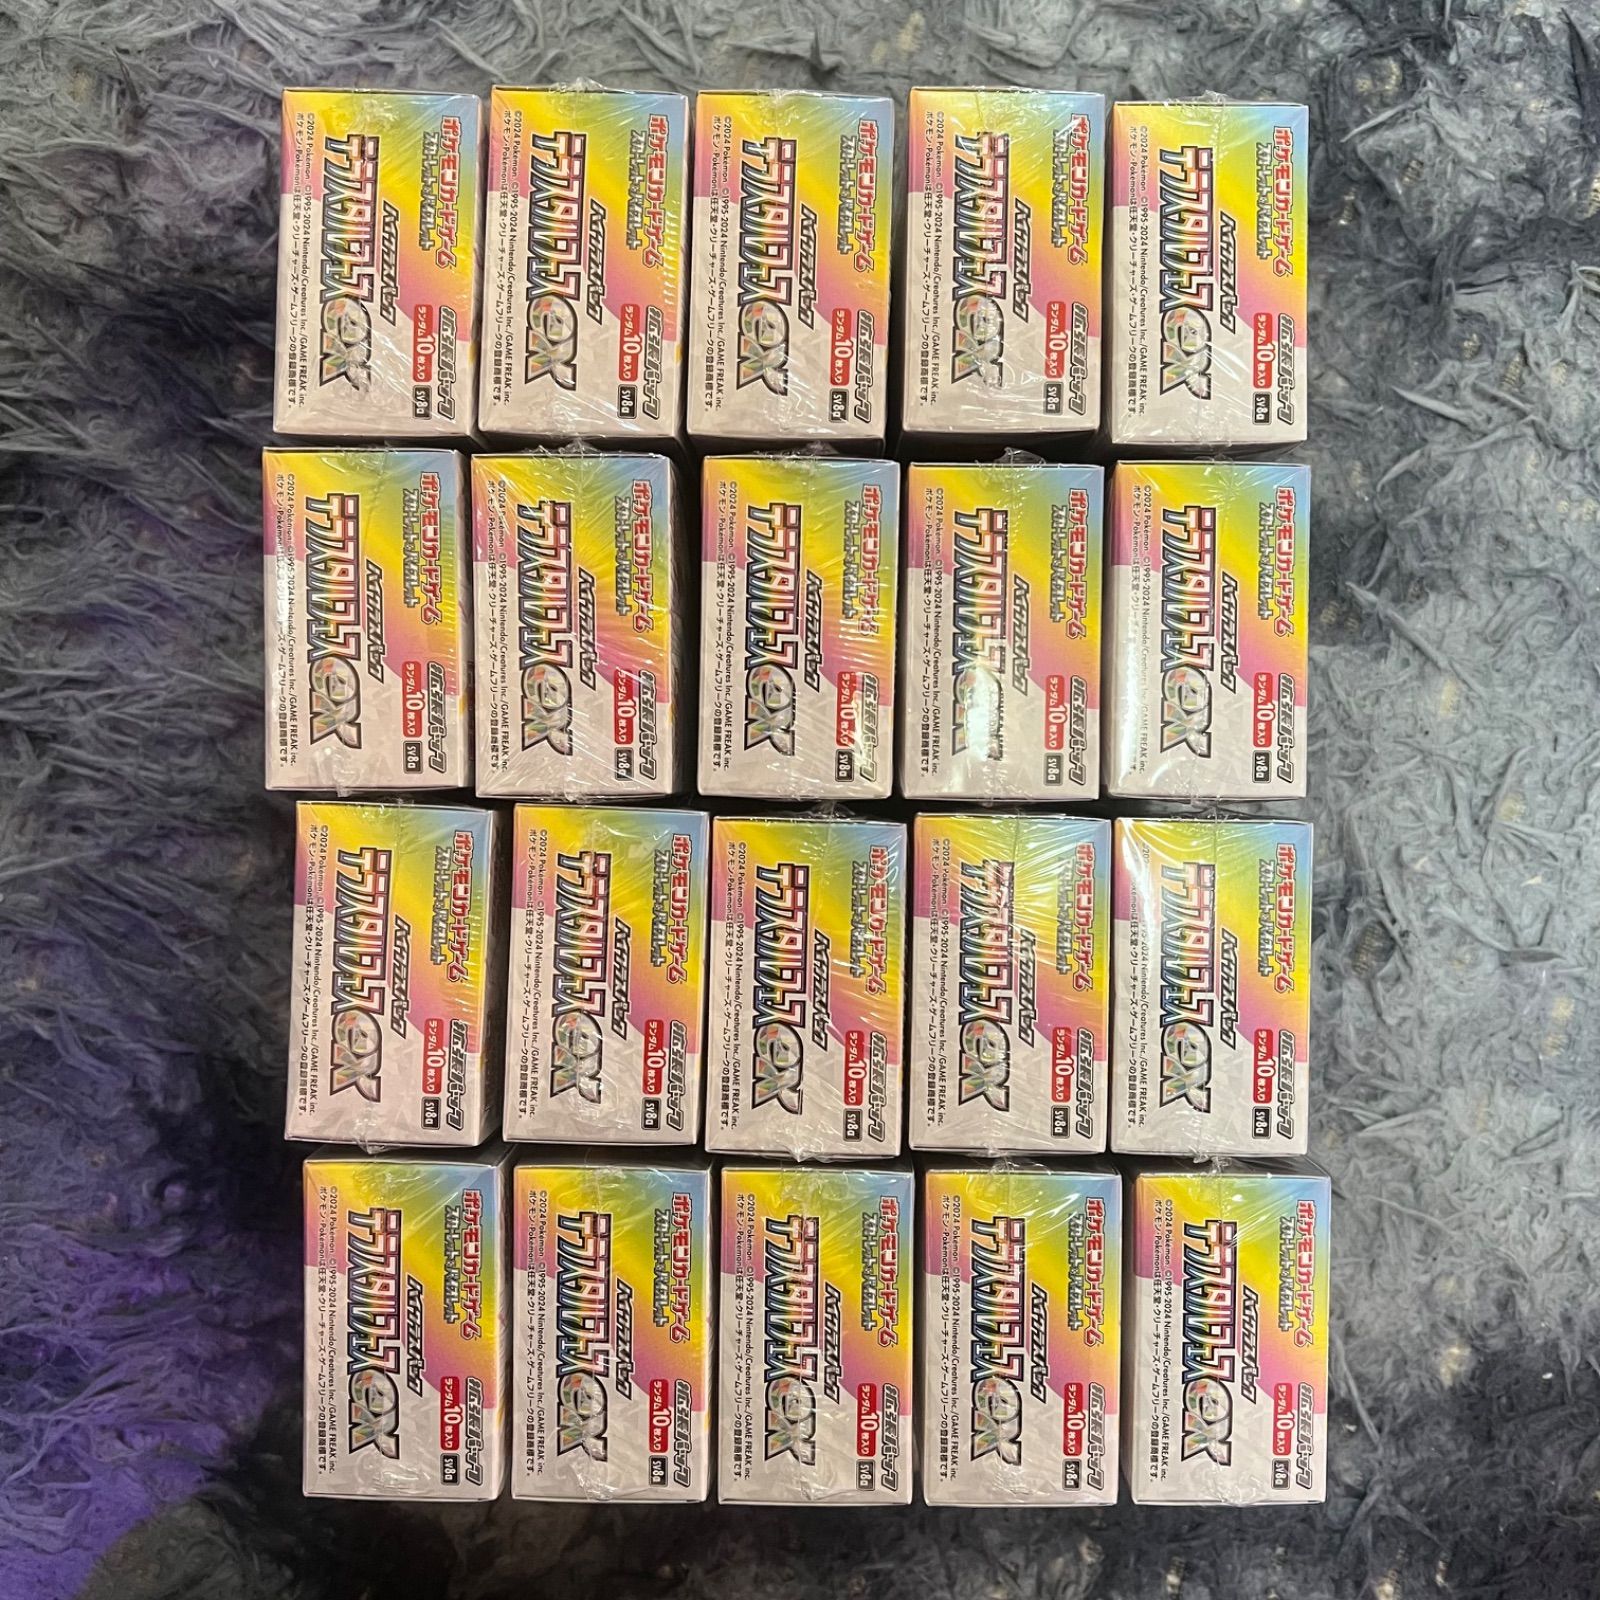 ポケモンカードゲーム
スカーレット&バイオレット
拡張パック
ハイクラスパック
ランダム10枚入り
テラスタルフェスex
SV8a
©2024 Pokémon ©1995-2024 Nintendo/Creatures Inc./GAME FREAK inc.
ポケモン・Pokémonは任天堂・クリーチャーズ・ゲームフリークの登録商標です。